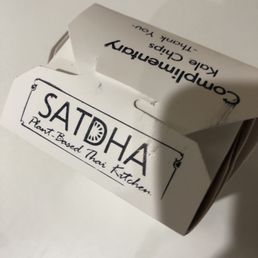 Complimentary
Kale Chips
-Thank You-
SATDHA
Plant-Based Thai Kitchen